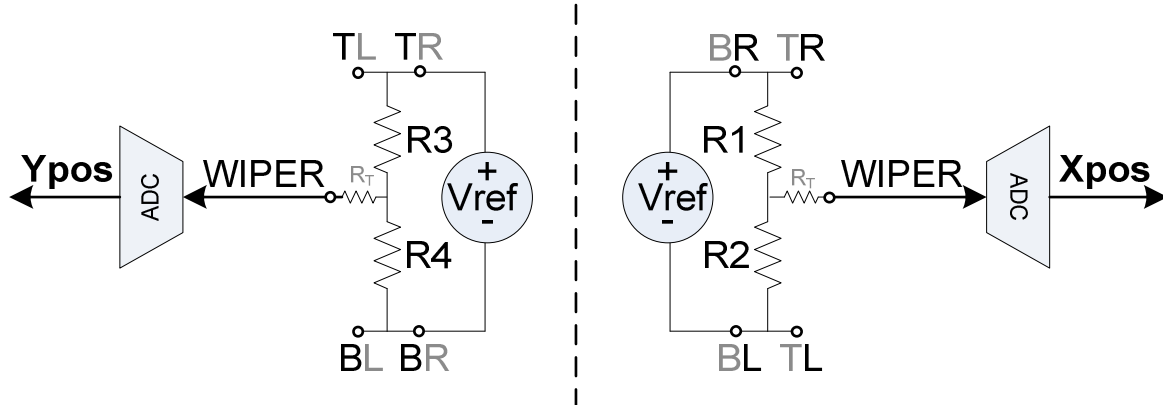 TL TR
R3
Ypos
ADC
WIPER
RT
+
Vref
-
R4
BL BR
BR TR
R1
+
Vref
-
RT
WIPER
ADC
Xpos
R2
BL TL